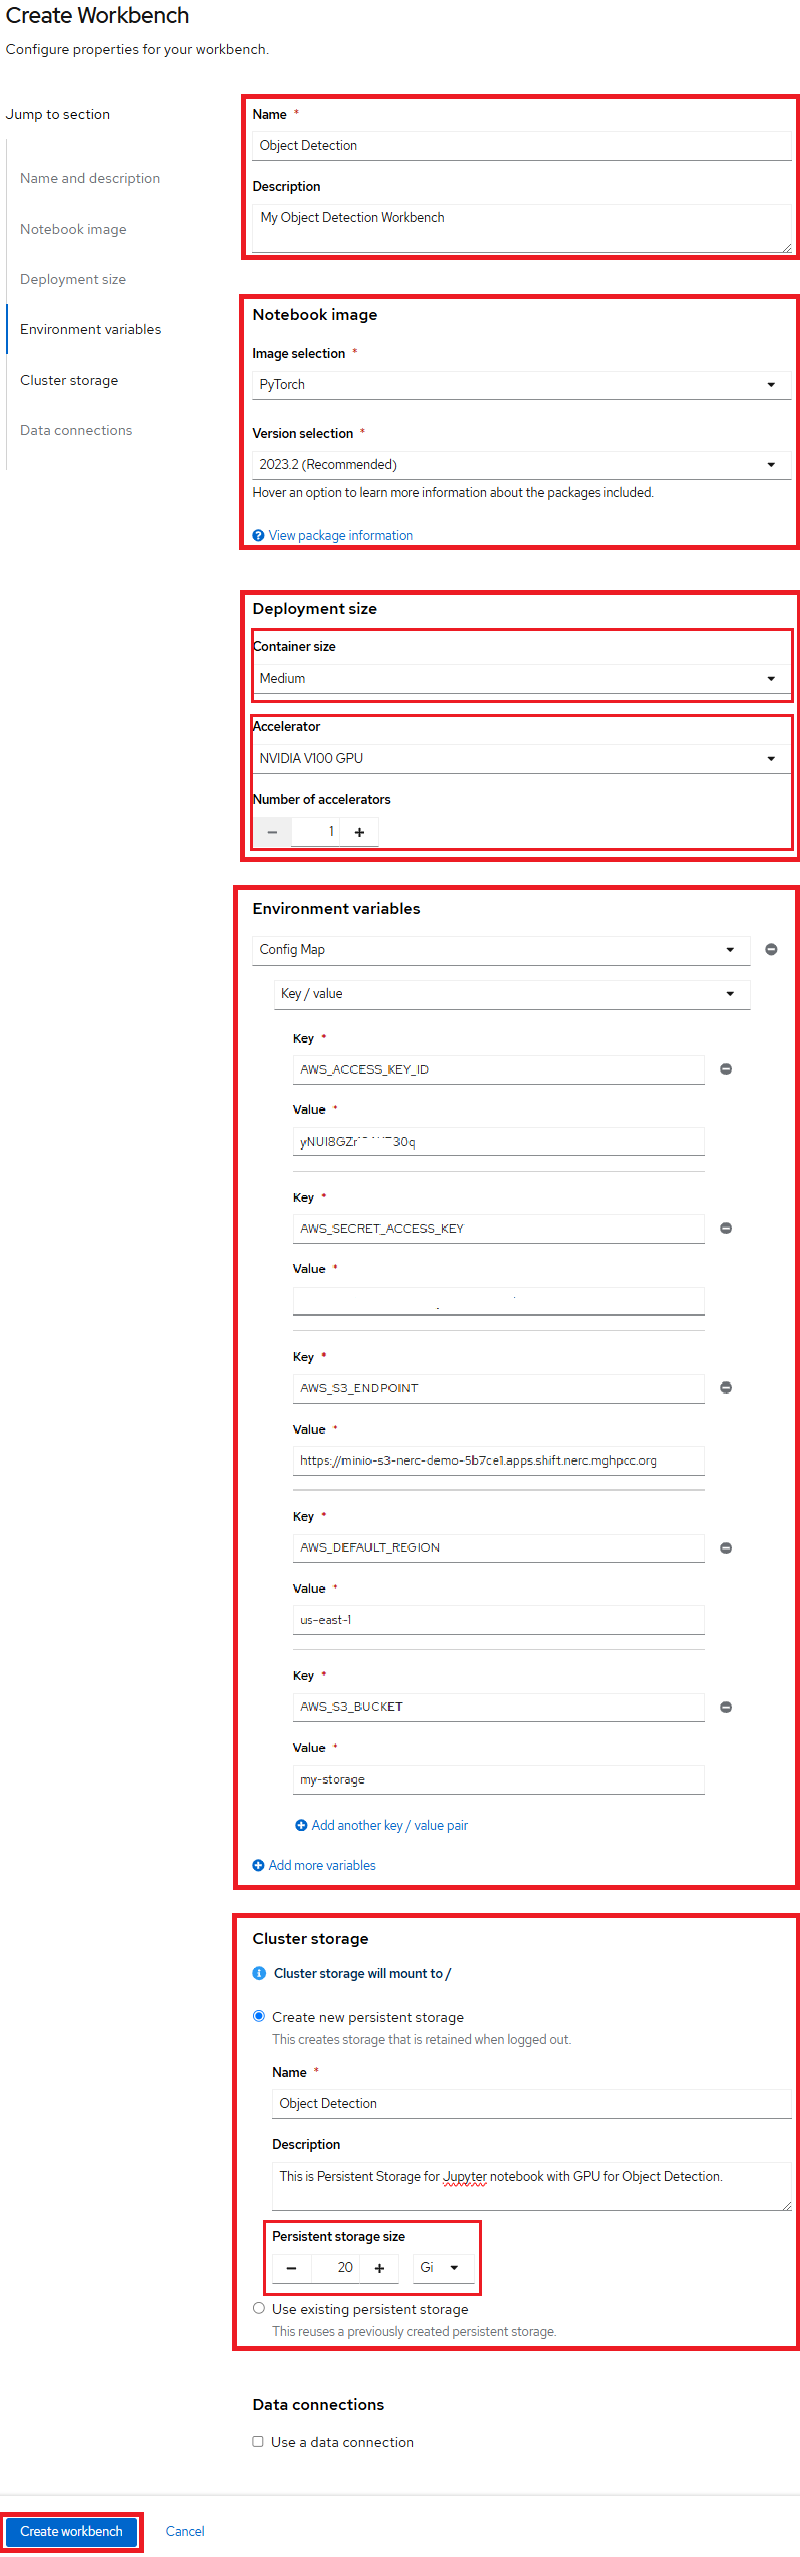 Create Workbench
Configure properties for your workbench.
Jump to section
Name and description
Notebook image
Deployment size
Environment variables
Cluster storage
Data connections
Name *
Object Detection
Description
My Object Detection Workbench
Notebook image
Image selection *
PyTorch
Version selection *
2023.2 (Recommended)
Hover an option to learn more information about the packages included.
View package information
Deployment size
Container size
Medium
Accelerator
NVIDIA V100 GPU
Number of accelerators
1
Environment variables
Config Map
Key / value
Key *
AWS_ACCESS_KEY_ID
Value *
Key *
AWS_SECRET_ACCESS_KEY
Value *
Key *
AWS_S3_ENDPOINT
Value *
https://minio-s3-nerc-demo-5b7ce1.apps.shift.nerc.mghpcc.org
Key *
AWS_DEFAULT_REGION
Value *
us-east-1
Key *
AWS_S3_BUCKET
Value *
my-storage
Add another key / value pair
Add more variables
Cluster storage
Cluster storage will mount to /
Create new persistent storage
This creates storage that is retained when logged out.
Name *
Object Detection
Description
This is Persistent Storage for Jupyter notebook with GPU for Object Detection.
Persistent storage size
20 Gi
Use existing persistent storage
This reuses a previously created persistent storage.
Data connections
Use a data connection
Create workbench Cancel